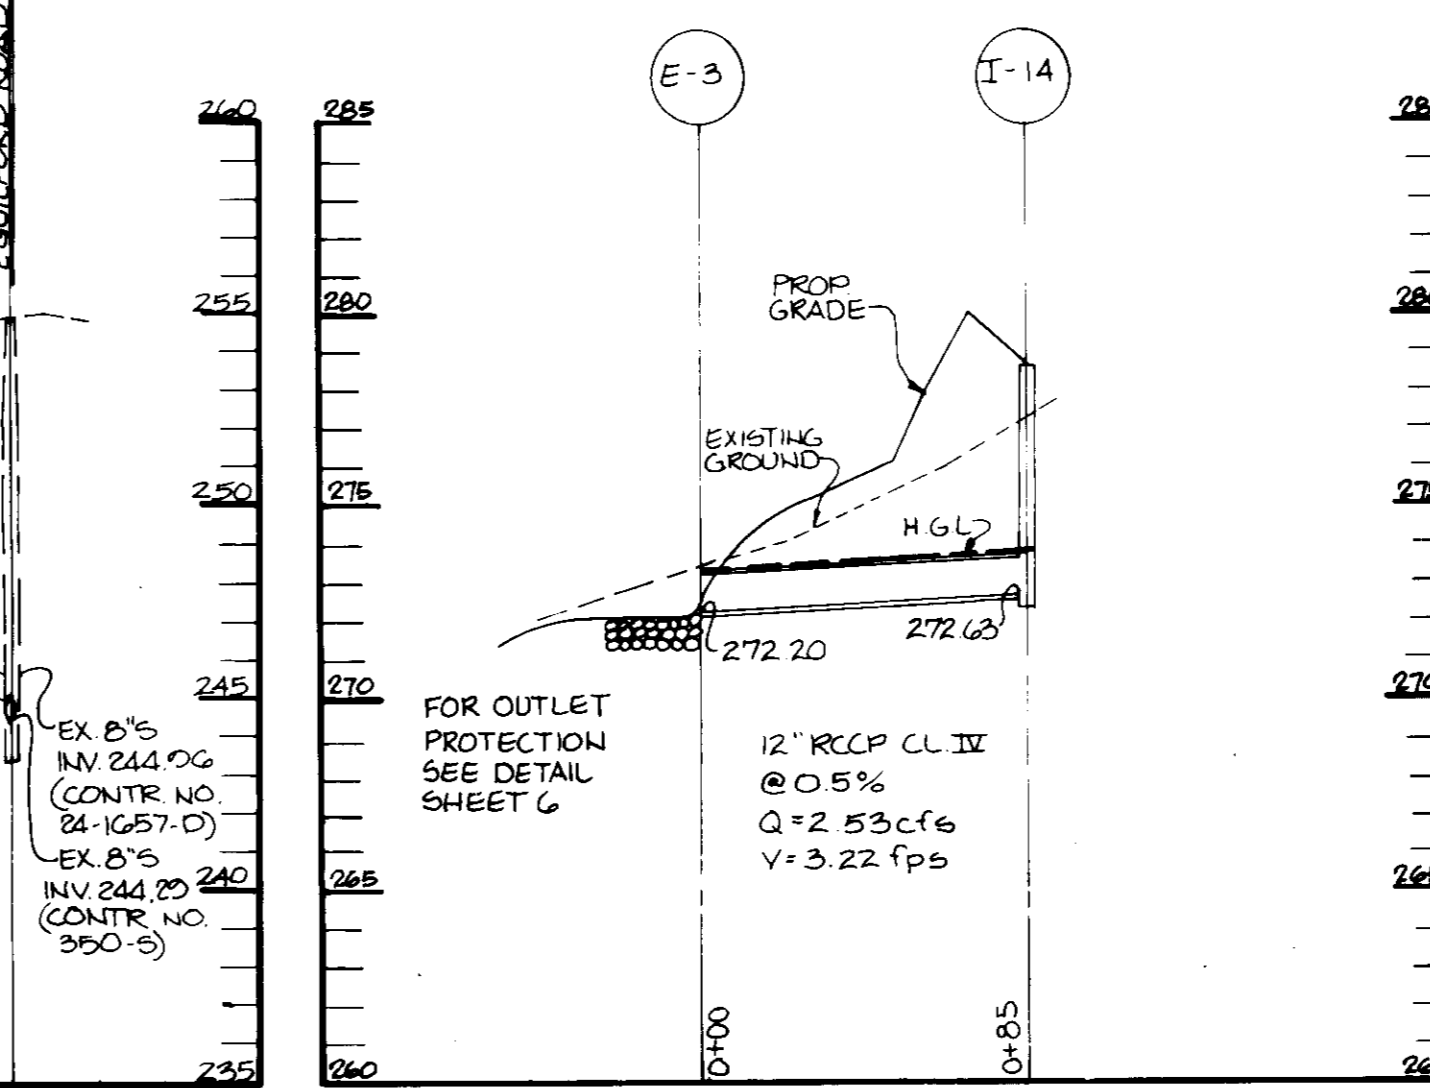 E-3
I-14
260
285
255
280
250
275
245
270
240
265
235
260
PROP.
GRADE
EXISTING
GROUND
H.G.L.
272.20
272.63
FOR OUTLET
PROTECTION
SEE DETAIL
SHEET 6
12" RCCP CL. IV
@ 0.5%
Q = 2.53 cfs
V = 3.22 fps
EX. 8"S
INV. 244.96
(CONTR. NO.
24-1657-D)
EX. 8"S
INV. 244.29
(CONTR. NO.
350-S)
0+00
0+85